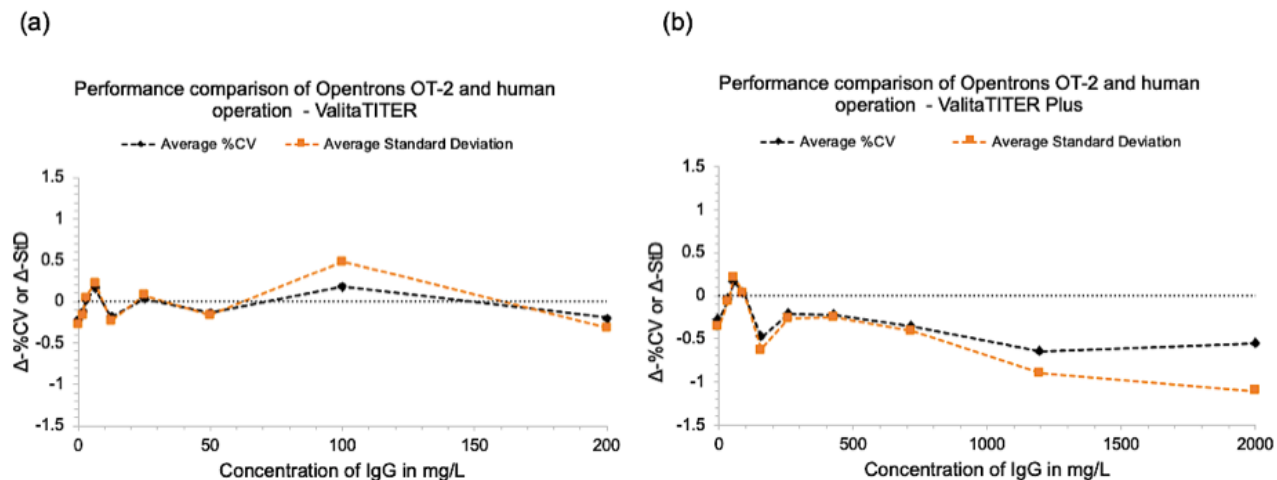 (a)
Performance comparison of Opentrons OT-2 and human
operation - ValitaTITER
Average %CV
Average Standard Deviation
1.5
1
0.5
0
-0.5
-1
-1.5
Δ-%CV or Δ-StD
0
50
100
150
200
Concentration of IgG in mg/L
(b)
Performance comparison of Opentrons OT-2 and human
operation - ValitaTITER Plus
Average %CV
Average Standard Deviation
1.5
1
0.5
0
-0.5
-1
-1.5
Δ-%CV or Δ-StD
0
500
1000
1500
2000
Concentration of IgG in mg/L